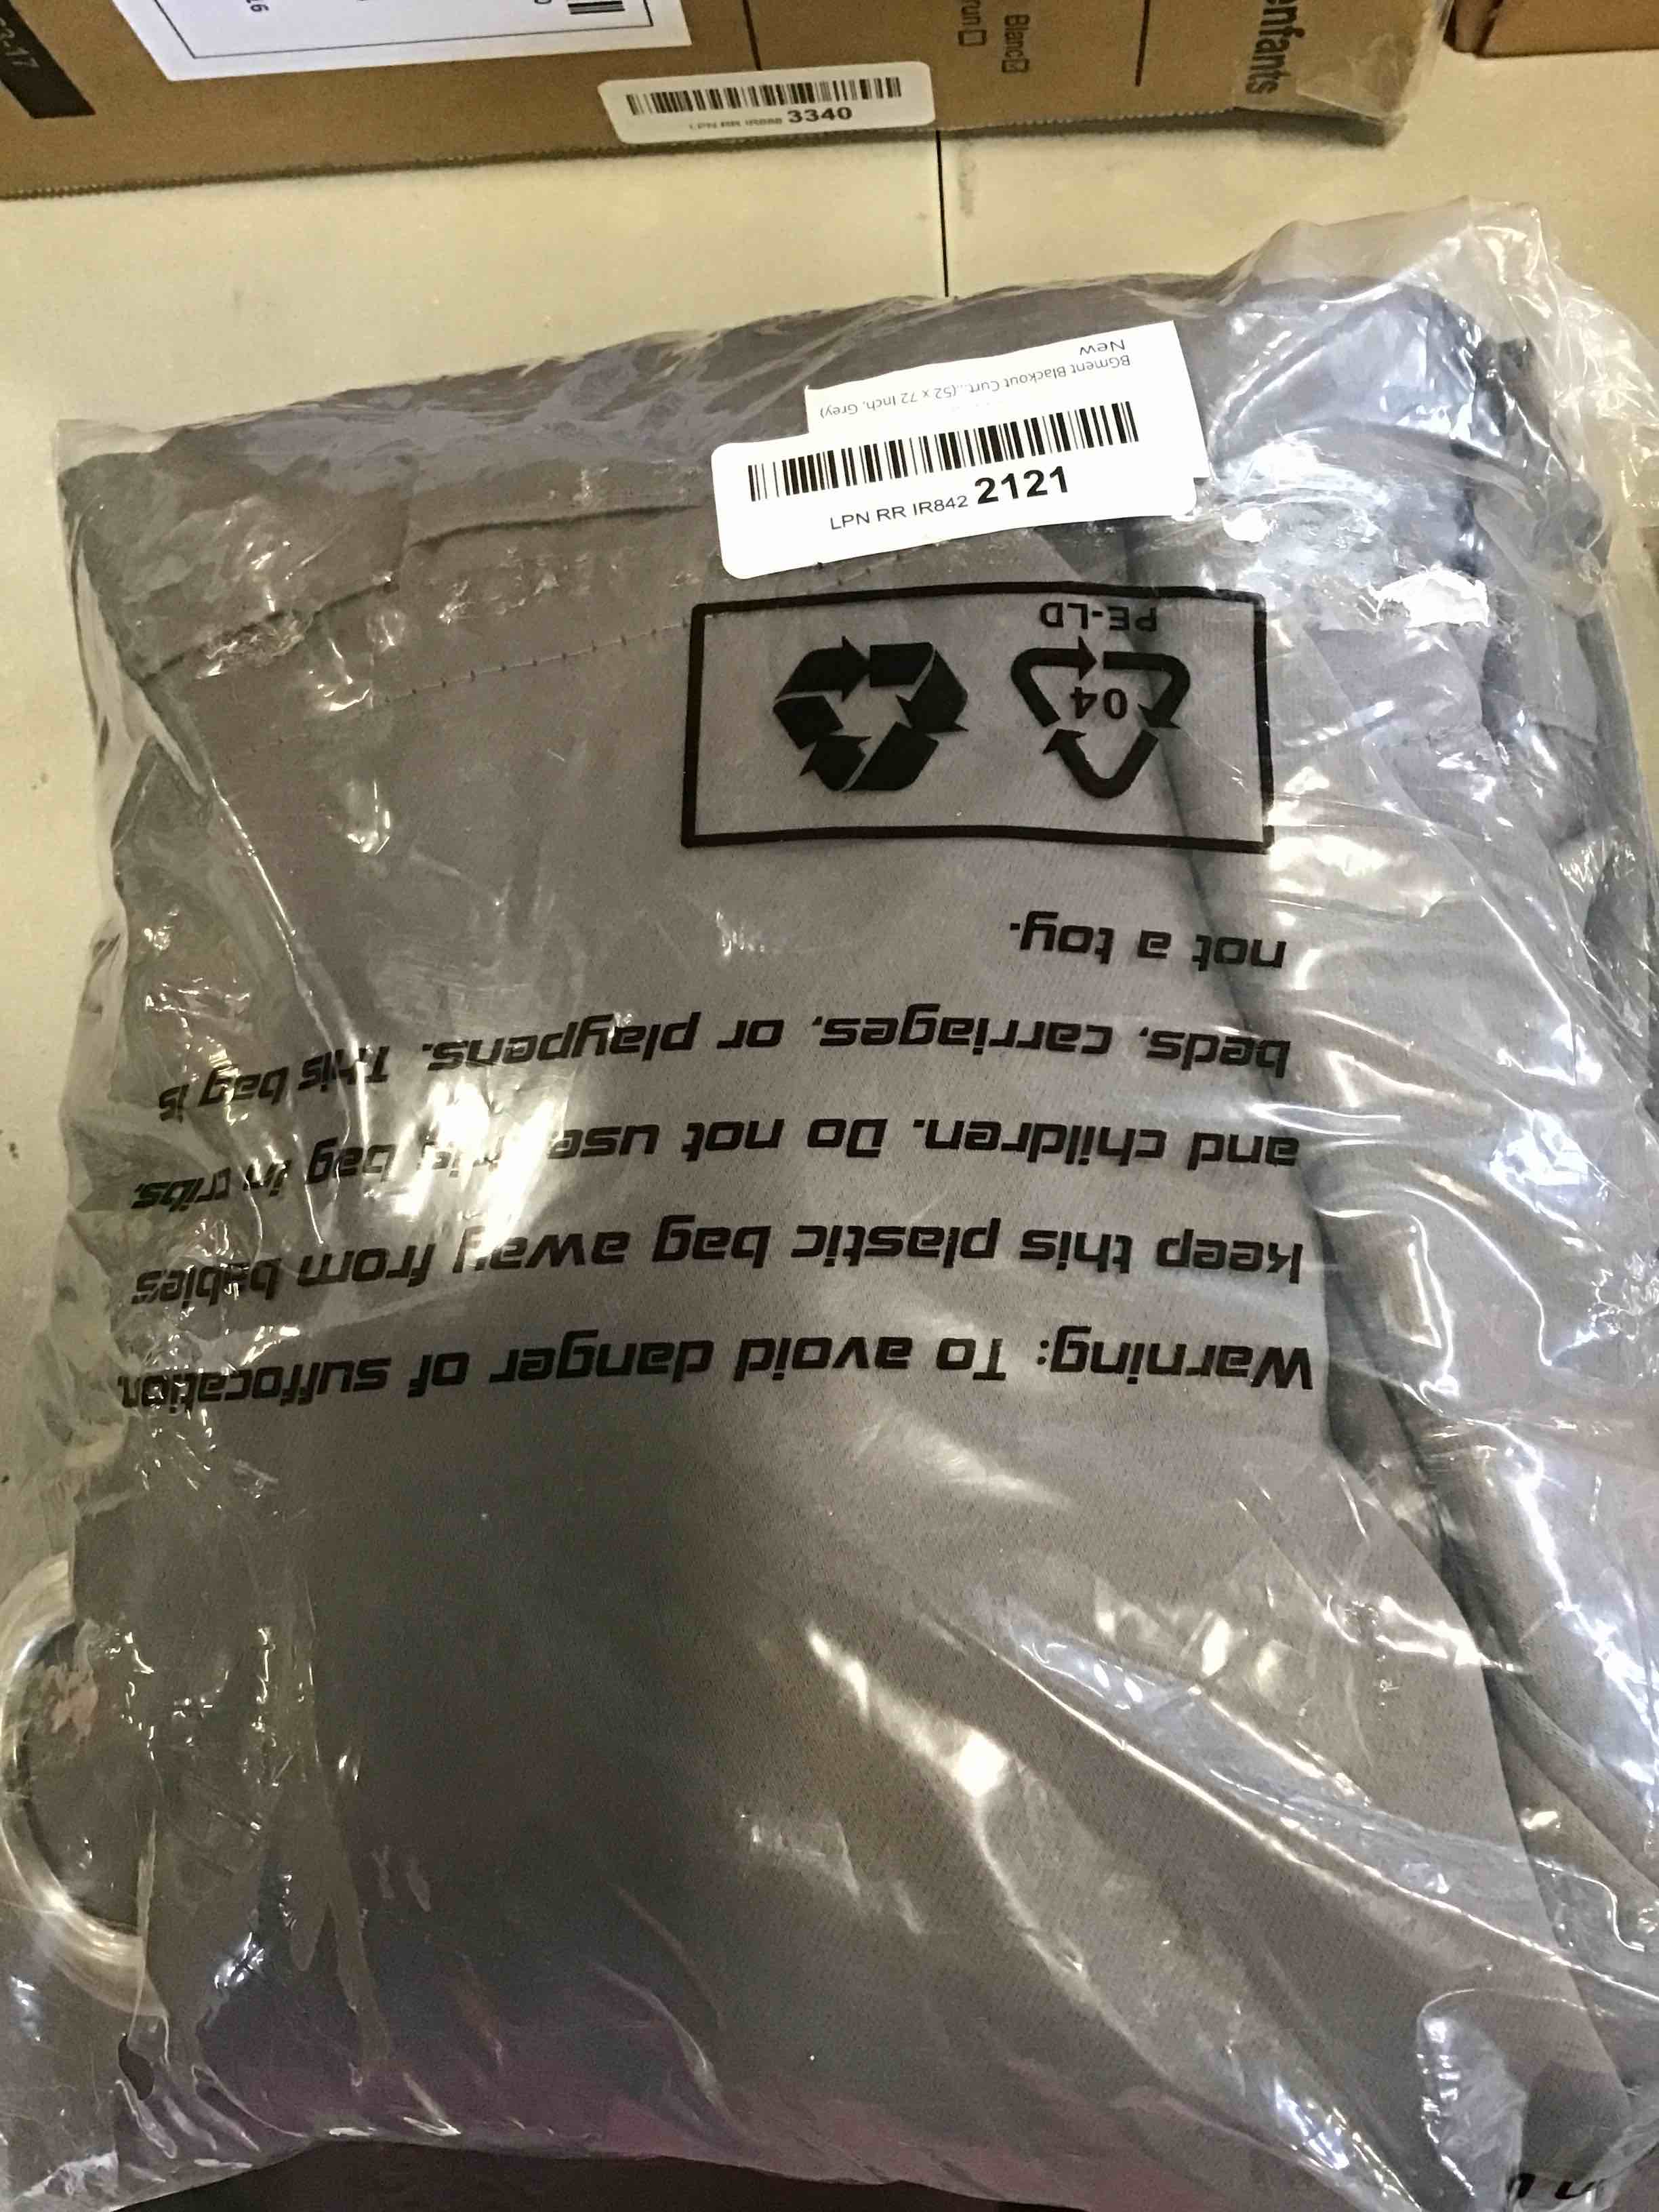 enfants
Blanc
3340
BGment Blackout Curt...(52 x 72 Inch, Grey)
New
LPN RR IR842 2121
Warning: To avoid danger of suffocation,
keep this plastic bag away from babies
and children. Do not use this bag in cribs,
beds, carriages, or playpens. This bag is
not a toy.
04
PE-LD